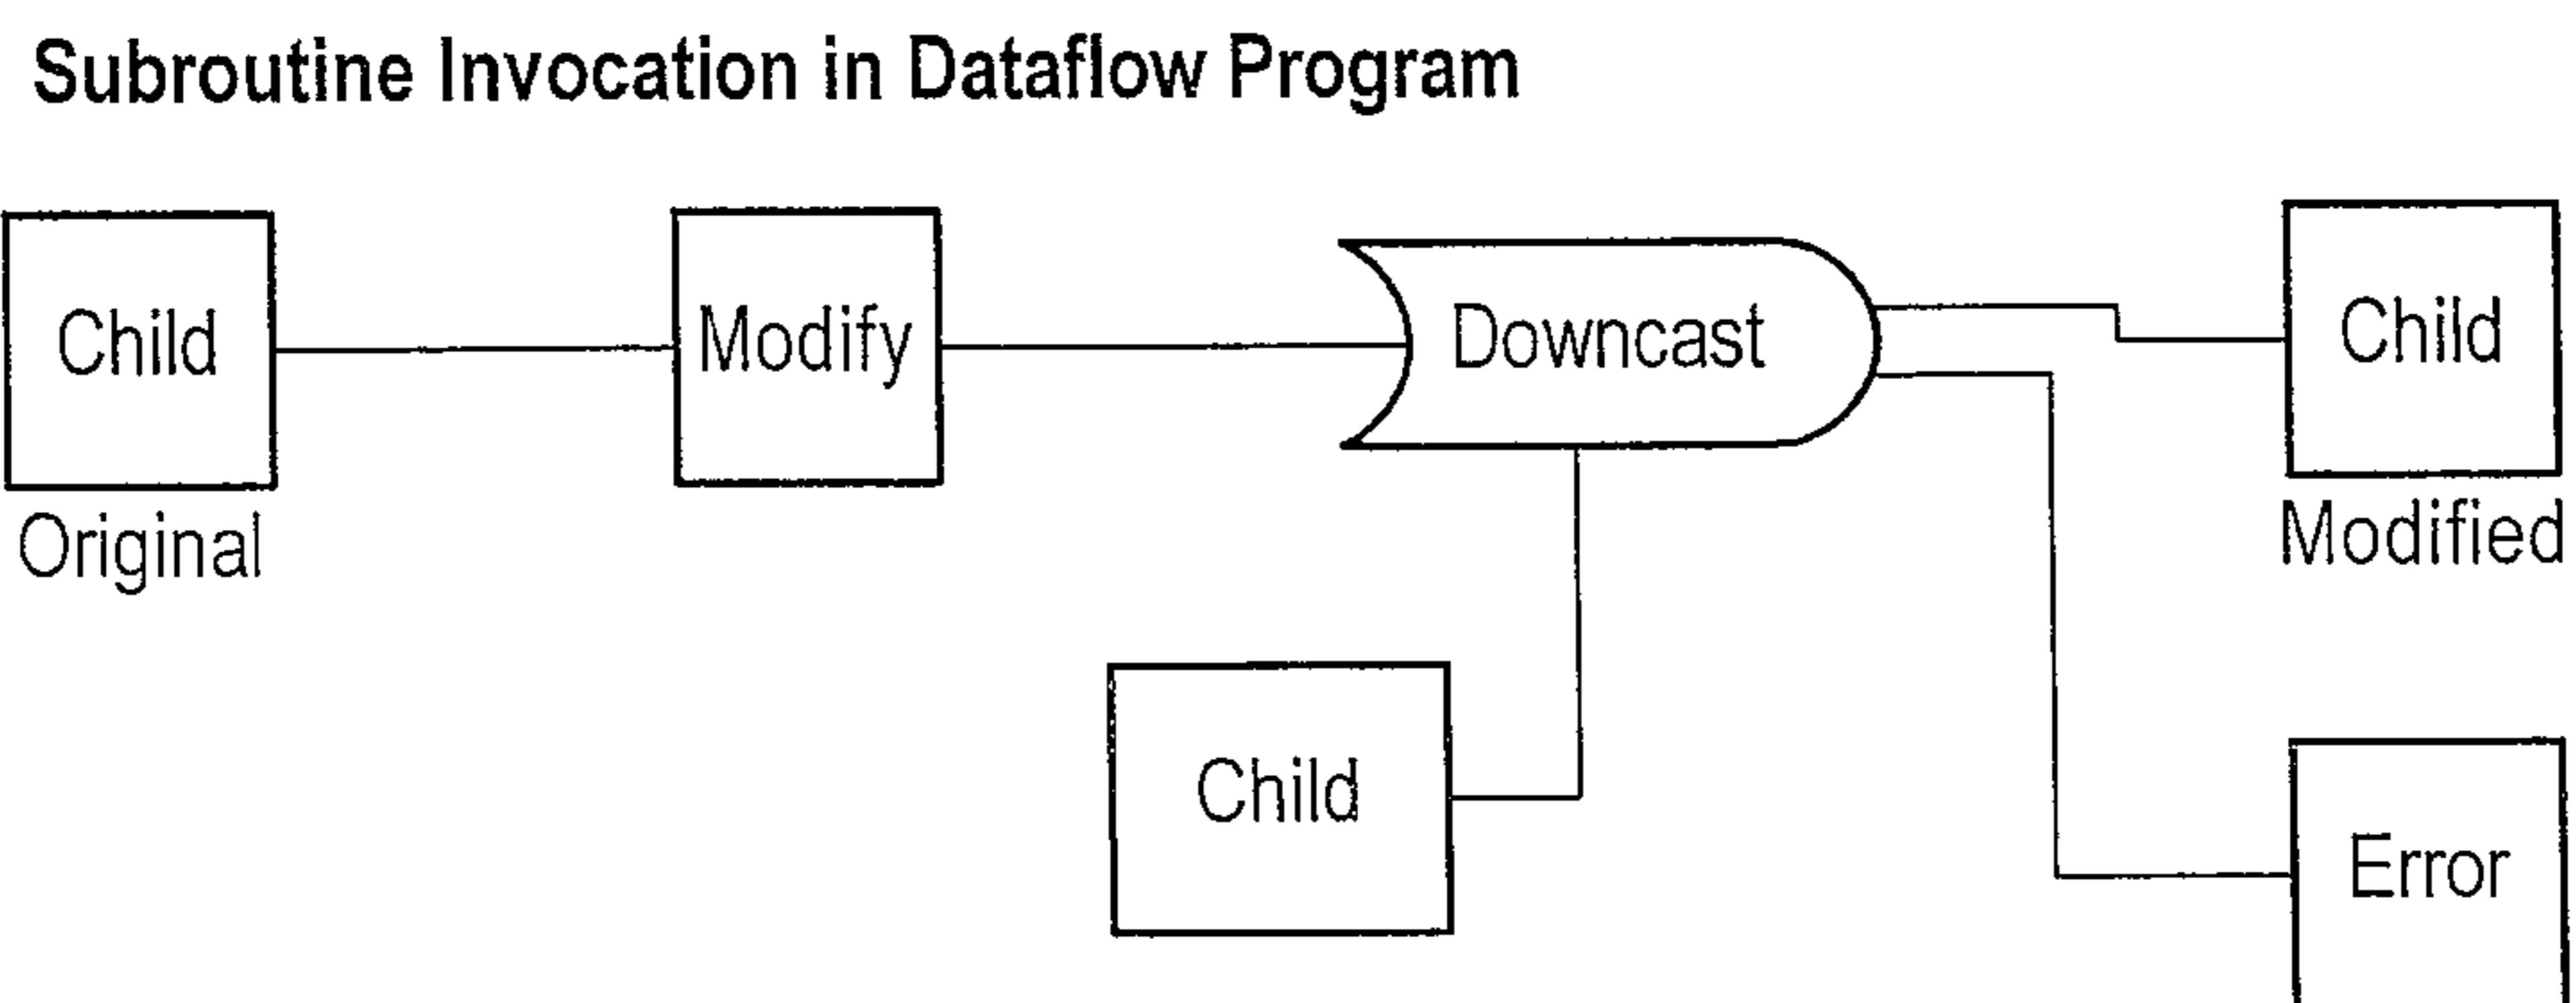 Subroutine Invocation in Dataflow Program
Child
Modify
Downcast
Child
Original
Modified
Child
Error